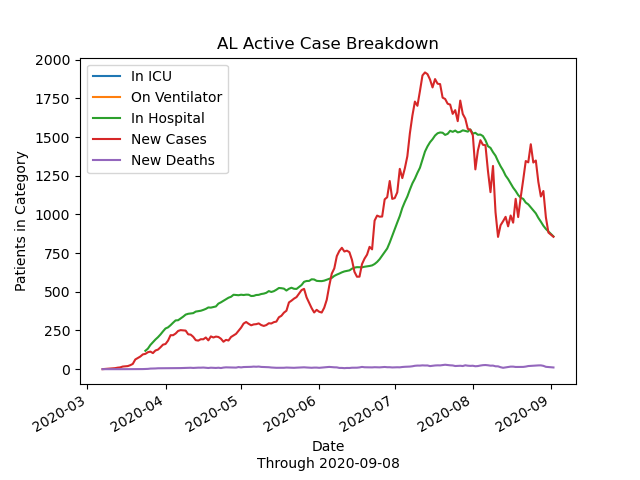 AL Active Case Breakdown
In ICU
On Ventilator
In Hospital
New Cases
New Deaths
Patients in Category
2000
1750
1500
1250
1000
750
500
250
0
2020-03
2020-04
2020-05
2020-06
2020-07
2020-08
2020-09
Date
Through 2020-09-08